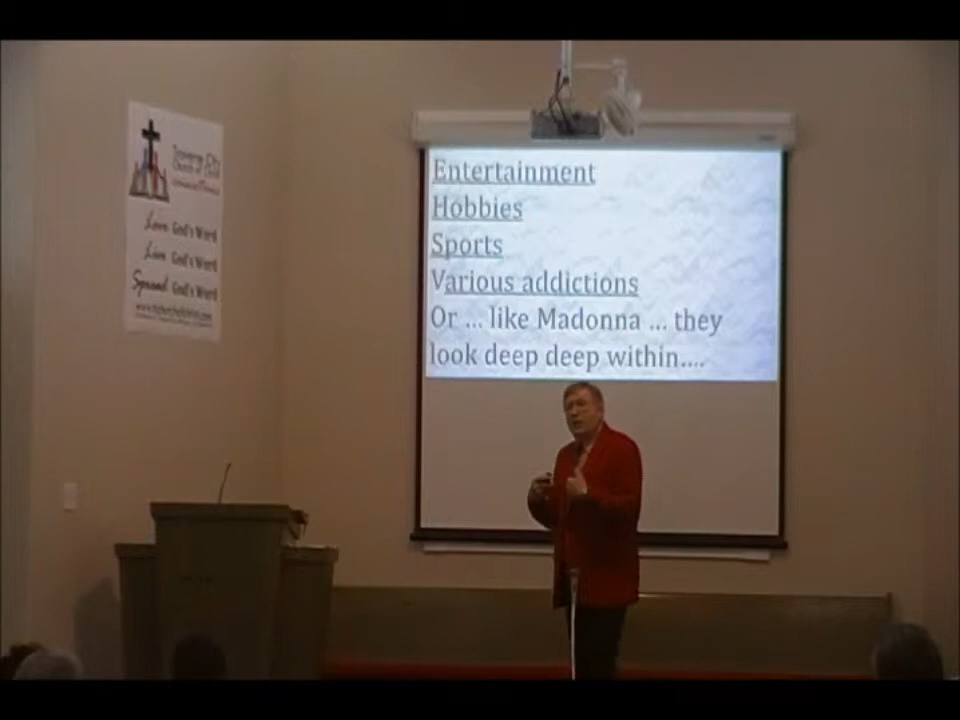 Love God's Word
Live God's Word
Spread God's Word
Entertainment
Hobbies
Sports
Various addictions
Or ... like Madonna ... they
look deep deep within....